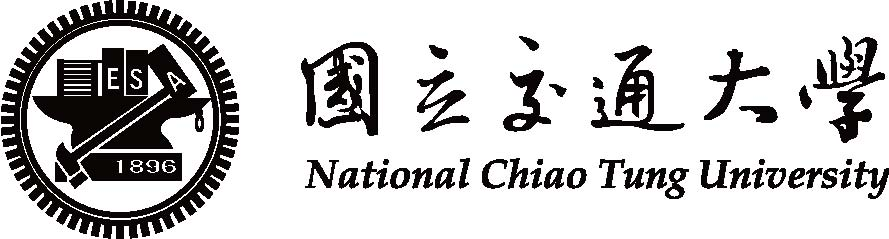 E S A
1896
國立交通大學
National Chiao Tung University